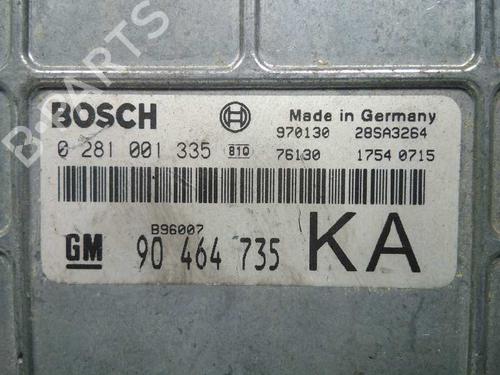 B-PARTS
BOSCH
Made in Germany
970130 28SA3264
0 281 001 335 810 76130 1754 0715
B96007
GM 90 464 735 KA